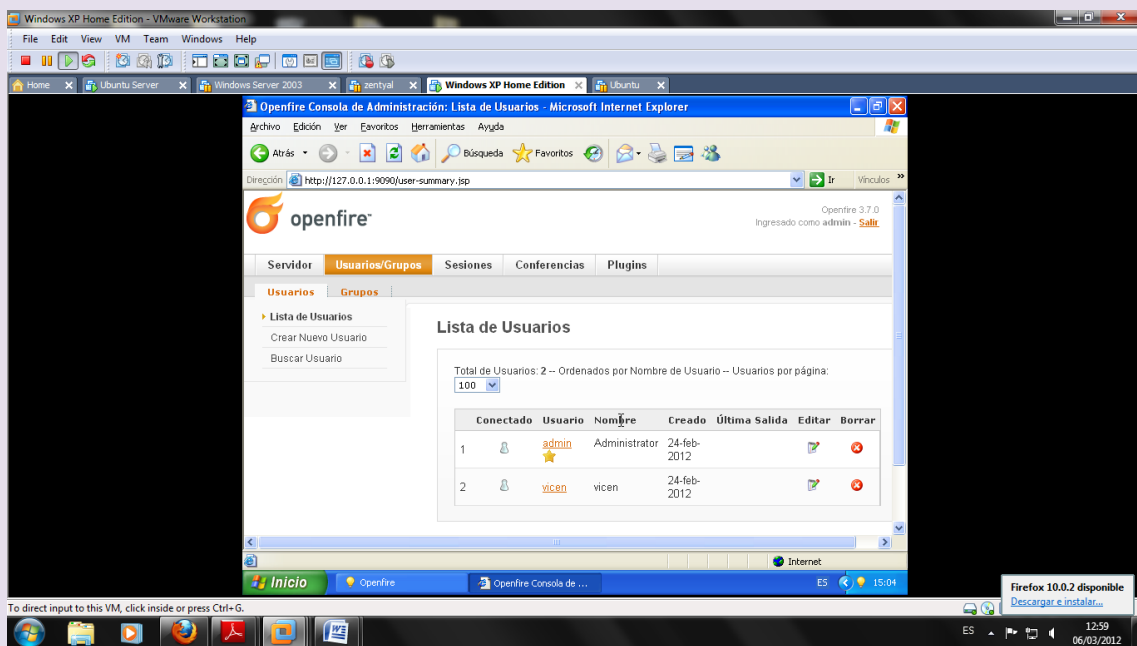 Windows XP Home Edition - VMware Workstation
File Edit View VM Team Windows Help
Home Ubuntu Server Windows Server 2003 zentyal Windows XP Home Edition Ubuntu
Openfire Consola de Administración: Lista de Usuarios - Microsoft Internet Explorer
Archivo Edición Ver Favoritos Herramientas Ayuda
Atrás Búsqueda Favoritos
Dirección http://127.0.0.1:9090/user-summary.jsp Ir Vínculos »
openfire™
Openfire 3.7.0
Ingresado como admin - Salir
Servidor Usuarios/Grupos Sesiones Conferencias Plugins
Usuarios Grupos
Lista de Usuarios
Crear Nuevo Usuario
Buscar Usuario
Lista de Usuarios
Total de Usuarios: 2 -- Ordenados por Nombre de Usuario -- Usuarios por página:
100
Conectado Usuario Nombre Creado Última Salida Editar Borrar
1 admin Administrator 24-feb-
2012
2 vicen vicen 24-feb-
2012
Internet
Inicio Openfire Openfire Consola de ... ES 15:04
To direct input to this VM, click inside or press Ctrl+G.
Firefox 10.0.2 disponible
Descargar e instalar...
ES 12:59
06/03/2012